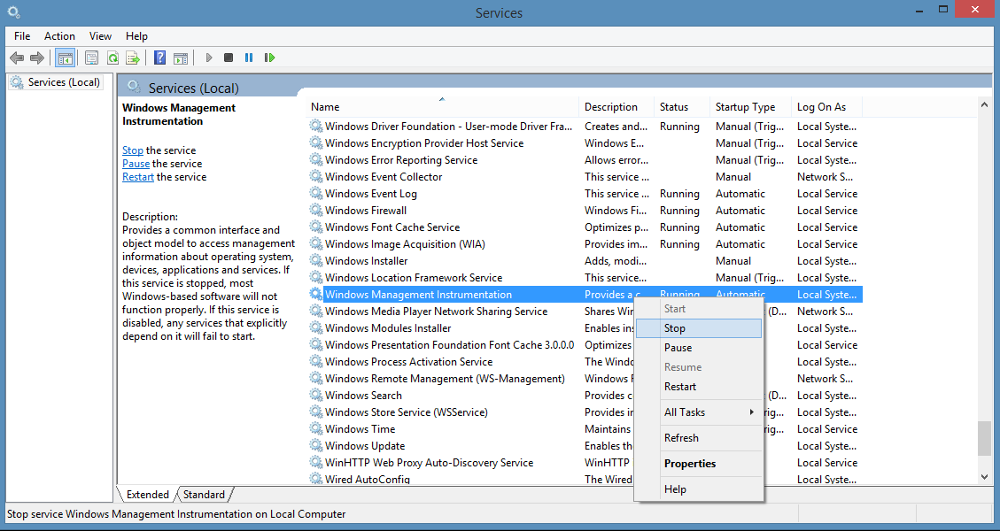 Services
File Action View Help
Services (Local)
Services (Local)
Windows Management
Instrumentation
Stop the service
Pause the service
Restart the service
Description:
Provides a common interface and
object model to access management
information about operating system,
devices, applications and services. If
this service is stopped, most
Windows-based software will not
function properly. If this service is
disabled, any services that explicitly
depend on it will fail to start.
Name Description Status Startup Type Log On As
Windows Driver Foundation - User-mode Driver Fra... Creates and... Running Manual (Trig... Local Syste...
Windows Encryption Provider Host Service Windows E... Manual (Trig... Local Service
Windows Error Reporting Service Allows error... Manual (Trig... Local Syste...
Windows Event Collector This service ... Manual Network S...
Windows Event Log This service ... Running Automatic Local Service
Windows Firewall Windows Fi... Running Automatic Local Service
Windows Font Cache Service Optimizes p... Running Automatic Local Service
Windows Image Acquisition (WIA) Provides im... Running Automatic Local Service
Windows Installer Adds, modi... Manual Local Syste...
Windows Location Framework Service This service... Manual (Trig... Local Syste...
Windows Management Instrumentation Provides a c Running Automatic Local Syste...
Windows Media Player Network Sharing Service Shares Win (D... Network S...
Windows Modules Installer Enables ins Local Syste...
Windows Presentation Foundation Font Cache 3.0.0.0 Optimizes Local Service
Windows Process Activation Service The Windo Local Syste...
Windows Remote Management (WS-Management) Windows R Network S...
Windows Search Provides c (D... Local Syste...
Windows Store Service (WSService) Provides in rig... Local Syste...
Windows Time Maintains rig... Local Service
Windows Update Enables the rig... Local Syste...
WinHTTP Web Proxy Auto-Discovery Service WinHTTP Local Service
Wired AutoConfig The Wired Local Syste...
Start
Stop
Pause
Resume
Restart
All Tasks
Refresh
Properties
Help
Extended Standard
Stop service Windows Management Instrumentation on Local Computer